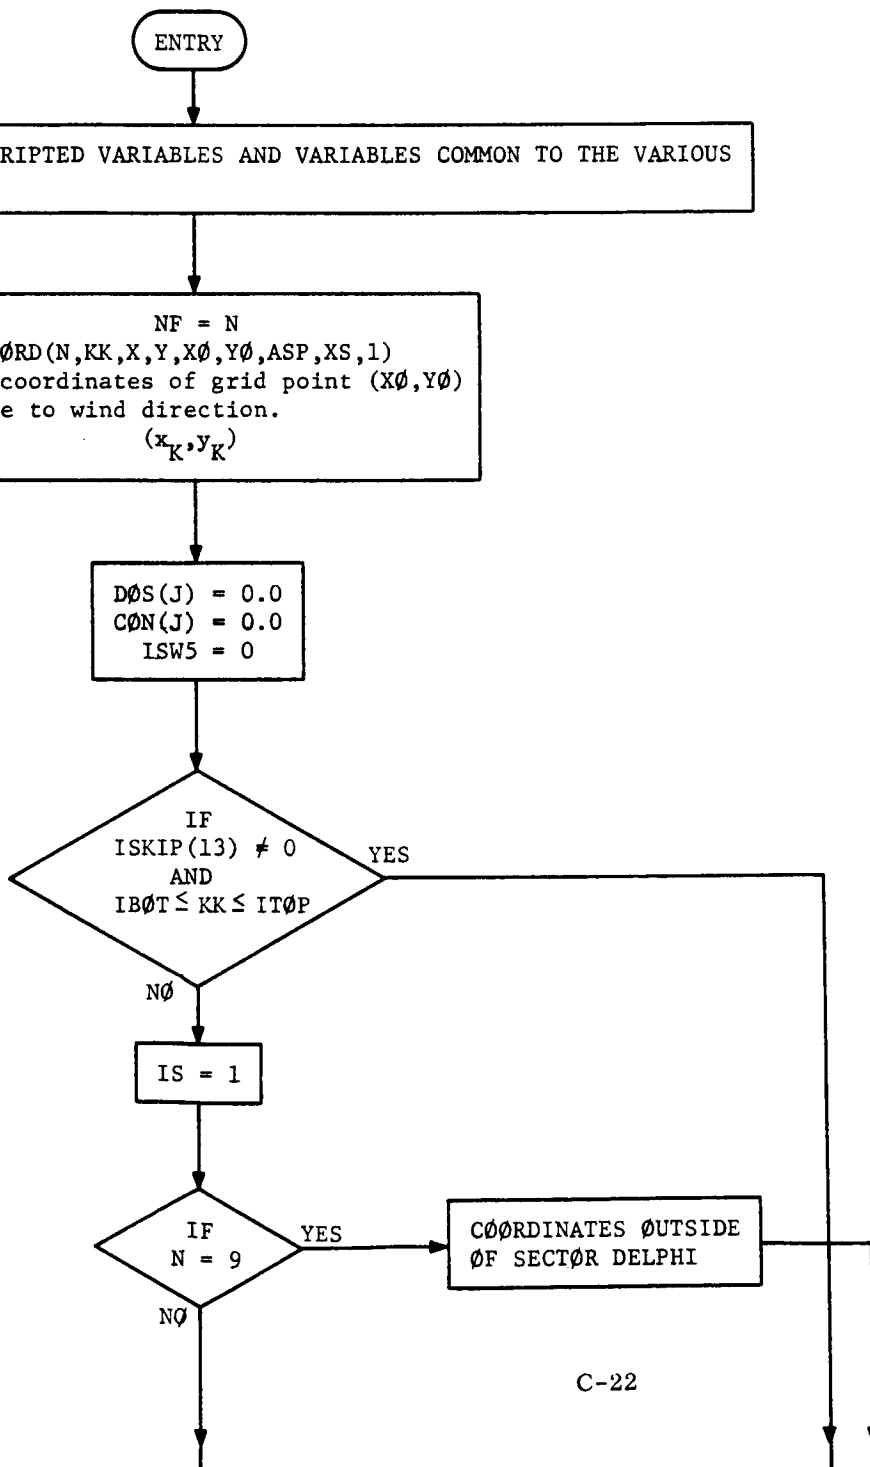 ENTRY
RIPTED VARIABLES AND VARIABLES COMMON TO THE VARIOUS
NF = N
ØRD(N,KK,X,Y,XØ,YØ,ASP,XS,1)
coordinates of grid point (XØ,YØ)
e to wind direction.
(x_K,y_K)
DØS(J) = 0.0
CØN(J) = 0.0
ISW5 = 0
IF
ISKIP(13) ≠ 0
AND
IBØT ≤ KK ≤ ITØP
YES
NØ
IS = 1
IF
N = 9
YES
NØ
CØØRDINATES ØUTSIDE
ØF SECTØR DELPHI
C-22